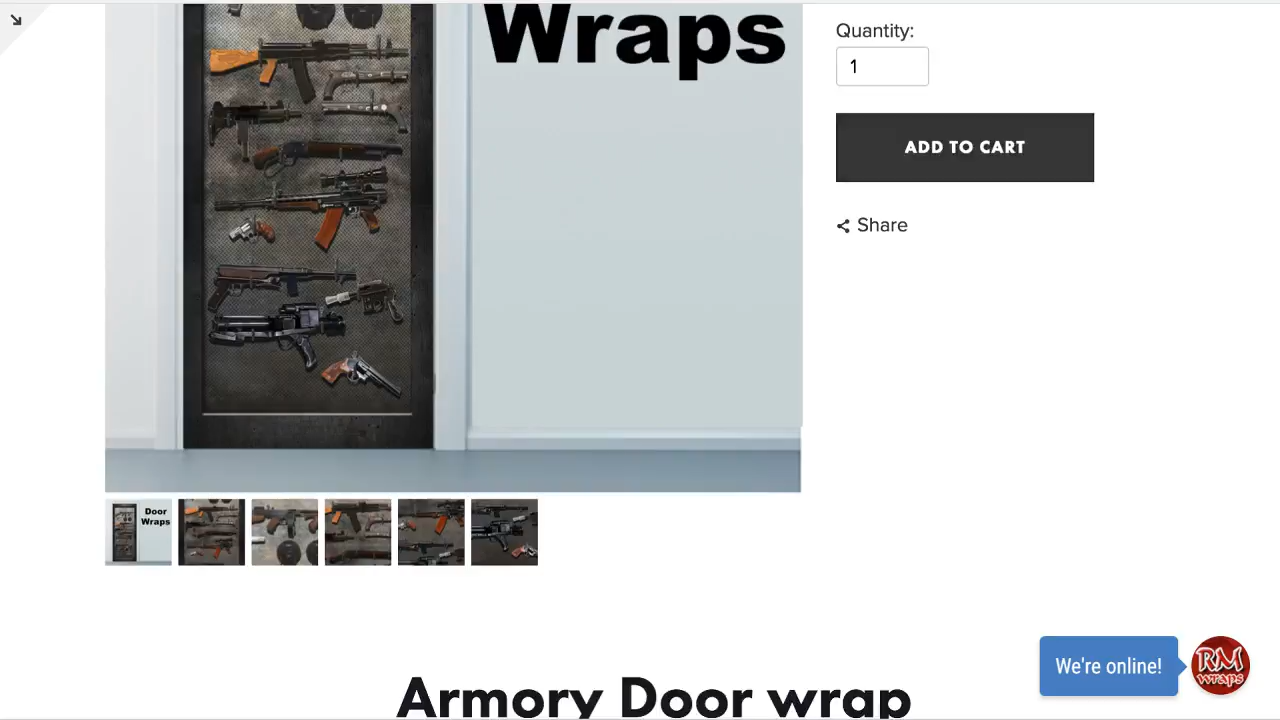 Wraps
Quantity:
1
ADD TO CART
Share
Door
Wraps
We're online!
RM
wraps
Armory Door wrap